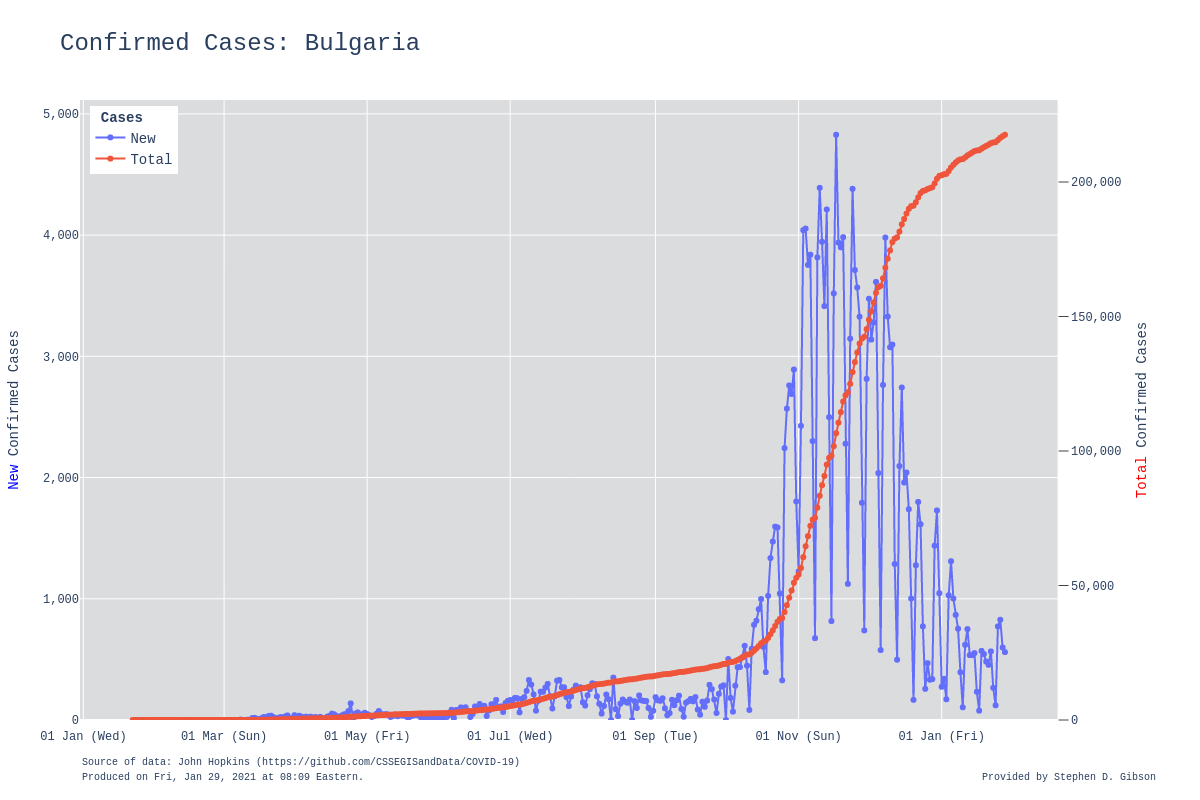 Confirmed Cases: Bulgaria
Cases
New
Total
5,000
4,000
3,000
2,000
1,000
0
200,000
150,000
100,000
50,000
0
New Confirmed Cases
Total Confirmed Cases
01 Jan (Wed) 01 Mar (Sun) 01 May (Fri) 01 Jul (Wed) 01 Sep (Tue) 01 Nov (Sun) 01 Jan (Fri)
Source of data: John Hopkins (https://github.com/CSSEGISandData/COVID-19)
Produced on Fri, Jan 29, 2021 at 08:09 Eastern.
Provided by Stephen D. Gibson